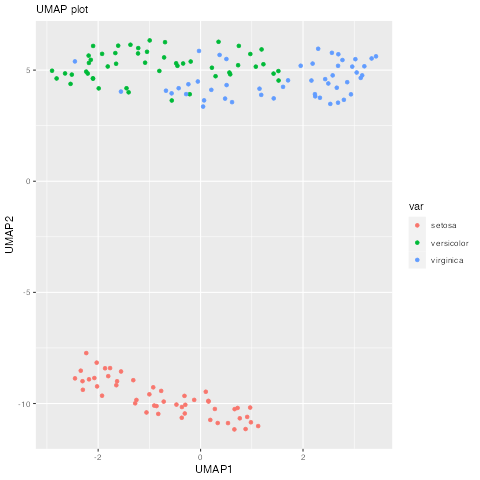 UMAP plot
UMAP2
5
0
-5
-10
-2
0
2
UMAP1
var
setosa
versicolor
virginica